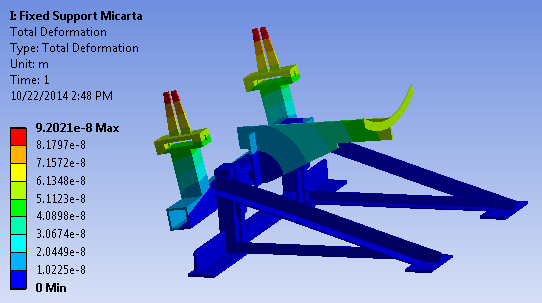 I: Fixed Support Micarta
Total Deformation
Type: Total Deformation
Unit: m
Time: 1
10/22/2014 2:48 PM
9.2021e-8 Max
8.1797e-8
7.1572e-8
6.1348e-8
5.1123e-8
4.0898e-8
3.0674e-8
2.0449e-8
1.0225e-8
0 Min